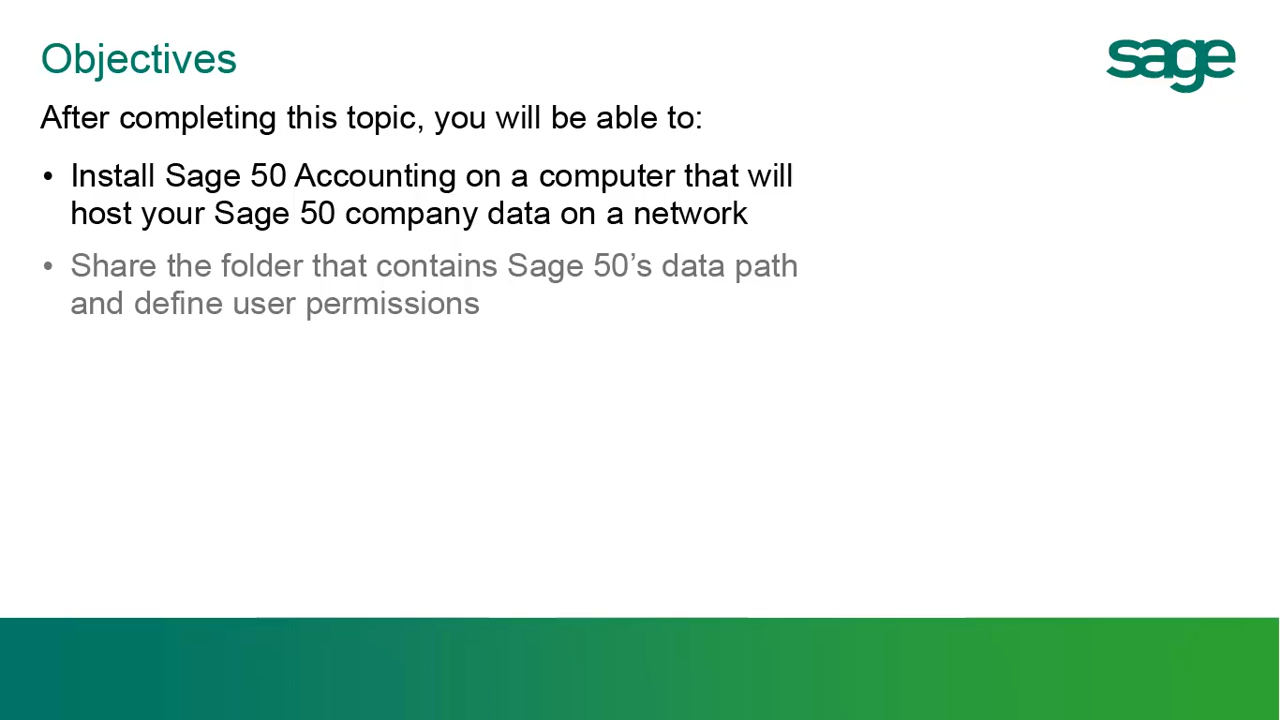 Objectives
sage
After completing this topic, you will be able to:
• Install Sage 50 Accounting on a computer that will
host your Sage 50 company data on a network
• Share the folder that contains Sage 50’s data path
and define user permissions